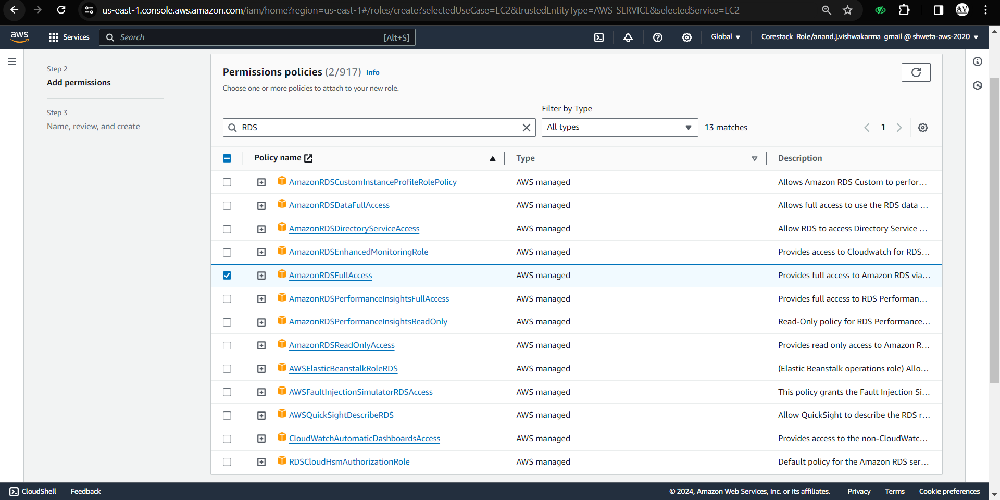 us-east-1.console.aws.amazon.com/iam/home?region=us-east-1#/roles/create?selectedUseCase=EC2&trustedEntityType=AWS_SERVICE&selectedService=EC2
AV
aws
Services
Search
[Alt+S]
Global
Corestack_Role/anand.j.vishwakarma_gmail @ shweta-aws-2020
Step 2
Add permissions
Step 3
Name, review, and create
Permissions policies (2/917) Info
Choose one or more policies to attach to your new role.
Filter by Type
RDS
All types
13 matches
1
Policy name Type Description
AmazonRDSCustomInstanceProfileRolePolicy AWS managed Allows Amazon RDS Custom to perfor…
AmazonRDSDataFullAccess AWS managed Allows full access to use the RDS data …
AmazonRDSDirectoryServiceAccess AWS managed Allow RDS to access Directory Service …
AmazonRDSEnhancedMonitoringRole AWS managed Provides access to Cloudwatch for RDS…
AmazonRDSFullAccess AWS managed Provides full access to Amazon RDS via…
AmazonRDSPerformanceInsightsFullAccess AWS managed Provides full access to RDS Performan…
AmazonRDSPerformanceInsightsReadOnly AWS managed Read-Only policy for RDS Performance…
AmazonRDSReadOnlyAccess AWS managed Provides read only access to Amazon R…
AWSElasticBeanstalkRoleRDS AWS managed (Elastic Beanstalk operations role) Allo…
AWSFaultInjectionSimulatorRDSAccess AWS managed This policy grants the Fault Injection Si…
AWSQuickSightDescribeRDS AWS managed Allow QuickSight to describe the RDS r…
CloudWatchAutomaticDashboardsAccess AWS managed Provides access to the non-CloudWatc…
RDSCloudHsmAuthorizationRole AWS managed Default policy for the Amazon RDS ser…
CloudShell Feedback © 2024, Amazon Web Services, Inc. or its affiliates. Privacy Terms Cookie preferences